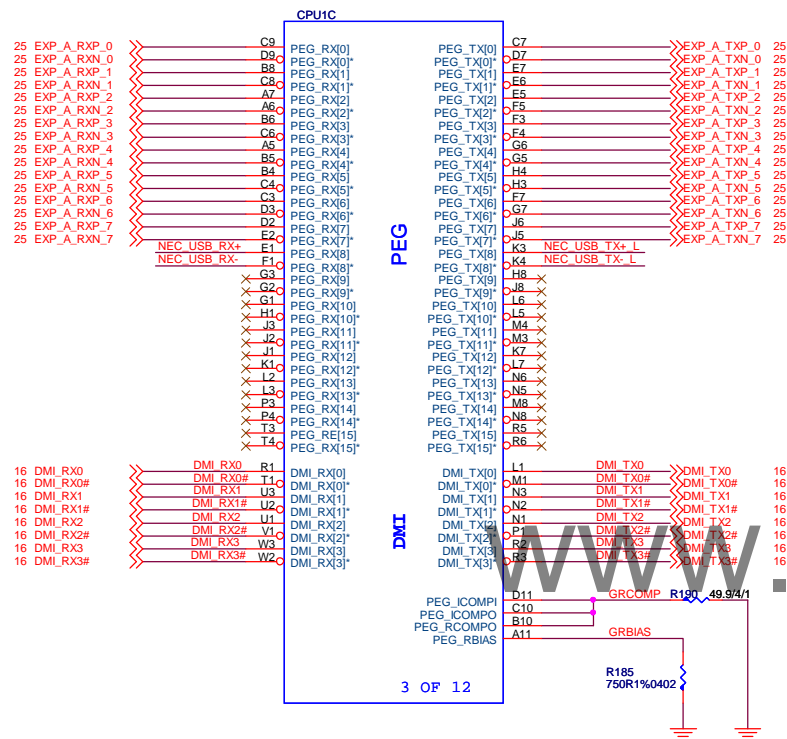 CPU1C
25 EXP_A_RXP_0 C9 PEG_RX[0] PEG_TX[0] C7 EXP_A_TXP_0 25
25 EXP_A_RXN_0 D9 PEG_RX[0]* PEG_TX[0]* D7 EXP_A_TXN_0 25
25 EXP_A_RXP_1 B8 PEG_RX[1] PEG_TX[1] E7 EXP_A_TXP_1 25
25 EXP_A_RXN_1 C8 PEG_RX[1]* PEG_TX[1]* E6 EXP_A_TXN_1 25
25 EXP_A_RXP_2 A7 PEG_RX[2] PEG_TX[2] E5 EXP_A_TXP_2 25
25 EXP_A_RXN_2 A6 PEG_RX[2]* PEG_TX[2]* F5 EXP_A_TXN_2 25
25 EXP_A_RXP_3 B6 PEG_RX[3] PEG_TX[3] F3 EXP_A_TXP_3 25
25 EXP_A_RXN_3 C6 PEG_RX[3]* PEG_TX[3]* F4 EXP_A_TXN_3 25
25 EXP_A_RXP_4 A5 PEG_RX[4] PEG_TX[4] G6 EXP_A_TXP_4 25
25 EXP_A_RXN_4 B5 PEG_RX[4]* PEG_TX[4]* G5 EXP_A_TXN_4 25
25 EXP_A_RXP_5 B4 PEG_RX[5] PEG_TX[5] H4 EXP_A_TXP_5 25
25 EXP_A_RXN_5 C4 PEG_RX[5]* PEG_TX[5]* H3 EXP_A_TXN_5 25
25 EXP_A_RXP_6 C3 PEG_RX[6] PEG_TX[6] F7 EXP_A_TXP_6 25
25 EXP_A_RXN_6 D3 PEG_RX[6]* PEG_TX[6]* G7 EXP_A_TXN_6 25
25 EXP_A_RXP_7 D2 PEG_RX[7] PEG_TX[7] J6 EXP_A_TXP_7 25
25 EXP_A_RXN_7 E2 PEG_RX[7]* PEG_TX[7]* J5 EXP_A_TXN_7 25
NEC_USB_RX+ E1 PEG_RX[8] PEG_TX[8] K3 NEC_USB_TX+_L
NEC_USB_RX- F1 PEG_RX[8]* PEG_TX[8]* K4 NEC_USB_TX-_L
PEG
G3 PEG_RX[9] PEG_TX[9] H8
G2 PEG_RX[9]* PEG_TX[9]* J8
G1 PEG_RX[10] PEG_TX[10] L6
H1 PEG_RX[10]* PEG_TX[10]* L5
J3 PEG_RX[11] PEG_TX[11] M4
J2 PEG_RX[11]* PEG_TX[11]* M3
J1 PEG_RX[12] PEG_TX[12] K7
K1 PEG_RX[12]* PEG_TX[12]* L7
L2 PEG_RX[13] PEG_TX[13] N6
L3 PEG_RX[13]* PEG_TX[13]* N5
P3 PEG_RX[14] PEG_TX[14] M8
P4 PEG_RX[14]* PEG_TX[14]* N8
T3 PEG_RE[15] PEG_TX[15] R5
T4 PEG_RX[15]* PEG_TX[15]* R6
16 DMI_RX0 DMI_RX0 R1 DMI_RX[0] DMI_TX[0] L1 DMI_TX0 DMI_TX0 16
16 DMI_RX0# DMI_RX0# T1 DMI_RX[0]* DMI_TX[0]* M1 DMI_TX0# DMI_TX0# 16
16 DMI_RX1 DMI_RX1 U3 DMI_RX[1] DMI_TX[1] N3 DMI_TX1 DMI_TX1 16
16 DMI_RX1# DMI_RX1# U2 DMI_RX[1]* DMI_TX[1]* N2 DMI_TX1# DMI_TX1# 16
16 DMI_RX2 DMI_RX2 U1 DMI_RX[2] DMI_TX[2] N1 DMI_TX2 DMI_TX2 16
16 DMI_RX2# DMI_RX2# V1 DMI_RX[2]* DMI_TX[2]* P1 DMI_TX2# DMI_TX2# 16
16 DMI_RX3 DMI_RX3 W3 DMI_RX[3] DMI_TX[3] R2 DMI_TX3 DMI_TX3 16
16 DMI_RX3# DMI_RX3# W2 DMI_RX[3]* DMI_TX[3]* R3 DMI_TX3# DMI_TX3# 16
DMI
www.
PEG_ICOMPI D11 GRCOMP R190 49.9/4/1
PEG_ICOMPO C10
PEG_RCOMPO B10
PEG_RBIAS A11 GRBIAS
R185
750R1%0402
3 OF 12